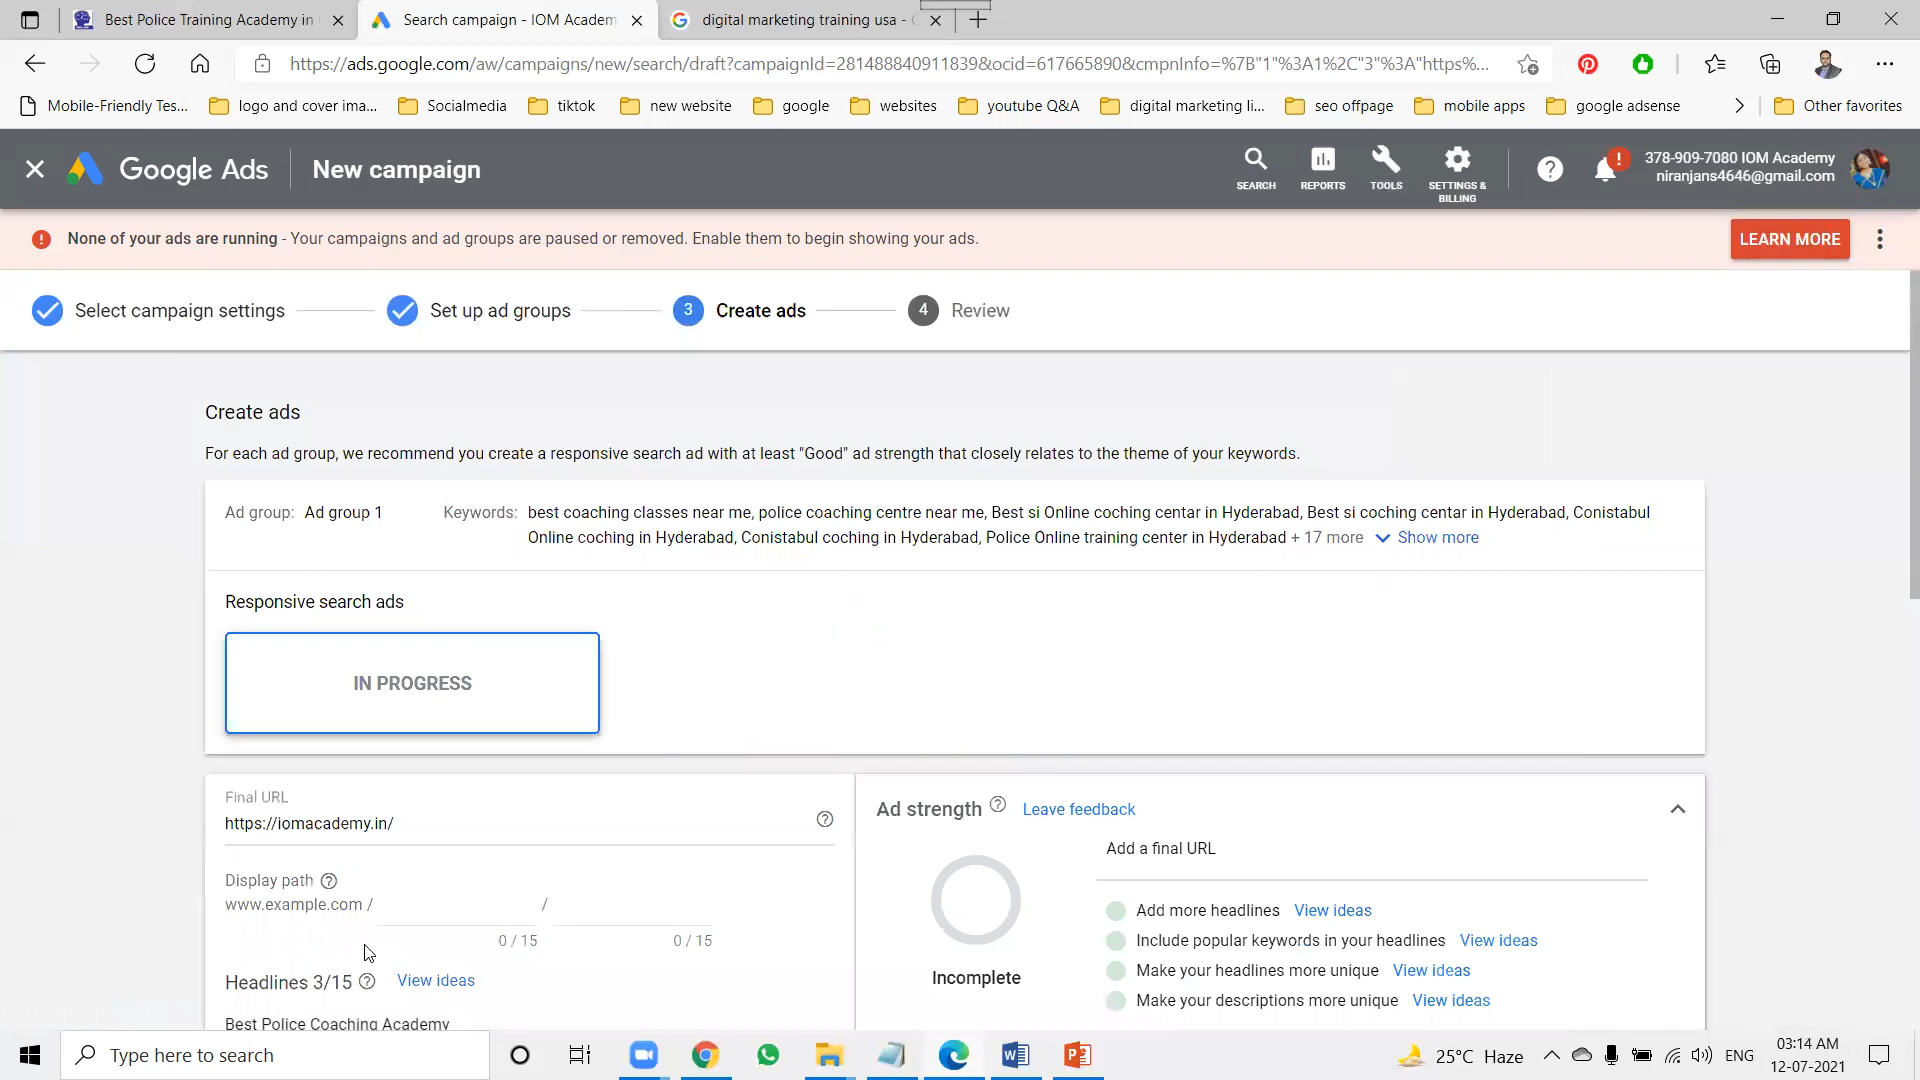 Best Police Training Academy in
Search campaign - IOM Academ
digital marketing training usa -
https://ads.google.com/aw/campaigns/new/search/draft?campaignId=281488840911839&ocid=617665890&cmpnInfo=%7B"1"%3A1%2C"3"%3A"https%...
Mobile-Friendly Tes...
logo and cover ima...
Socialmedia
tiktok
new website
google
websites
youtube Q&A
digital marketing li...
seo offpage
mobile apps
google adsense
Other favorites
Google Ads
New campaign
SEARCH
REPORTS
TOOLS
SETTINGS &
BILLING
378-909-7080 IOM Academy
niranjans4646@gmail.com
None of your ads are running - Your campaigns and ad groups are paused or removed. Enable them to begin showing your ads.
LEARN MORE
Select campaign settings
Set up ad groups
3 Create ads
4 Review
Create ads
For each ad group, we recommend you create a responsive search ad with at least "Good" ad strength that closely relates to the theme of your keywords.
Ad group: Ad group 1
Keywords: best coaching classes near me, police coaching centre near me, Best si Online coching centar in Hyderabad, Best si coching centar in Hyderabad, Conistabul
Online coching in Hyderabad, Conistabul coching in Hyderabad, Police Online training center in Hyderabad + 17 more Show more
Responsive search ads
IN PROGRESS
Final URL
https://iomacademy.in/
Display path
www.example.com / /
0 / 15 0 / 15
Headlines 3/15 View ideas
Best Police Coaching Academy
Ad strength Leave feedback
Add a final URL
Incomplete
Add more headlines View ideas
Include popular keywords in your headlines View ideas
Make your headlines more unique View ideas
Make your descriptions more unique View ideas
Type here to search
25°C Haze
ENG
03:14 AM
12-07-2021